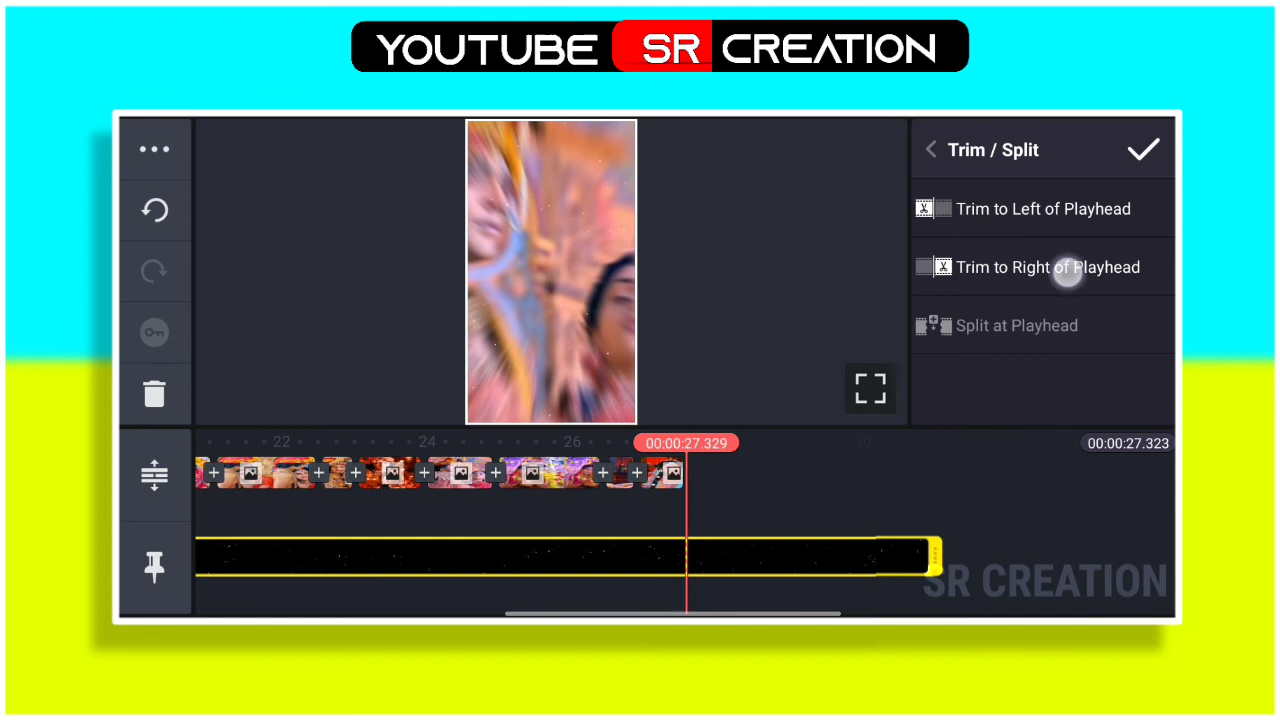 YOUTUBE SR CREATION
Trim / Split
Trim to Left of Playhead
Trim to Right of Playhead
Split at Playhead
22 24 26 00:00:27.329 30 00:00:27.323
SR CREATION